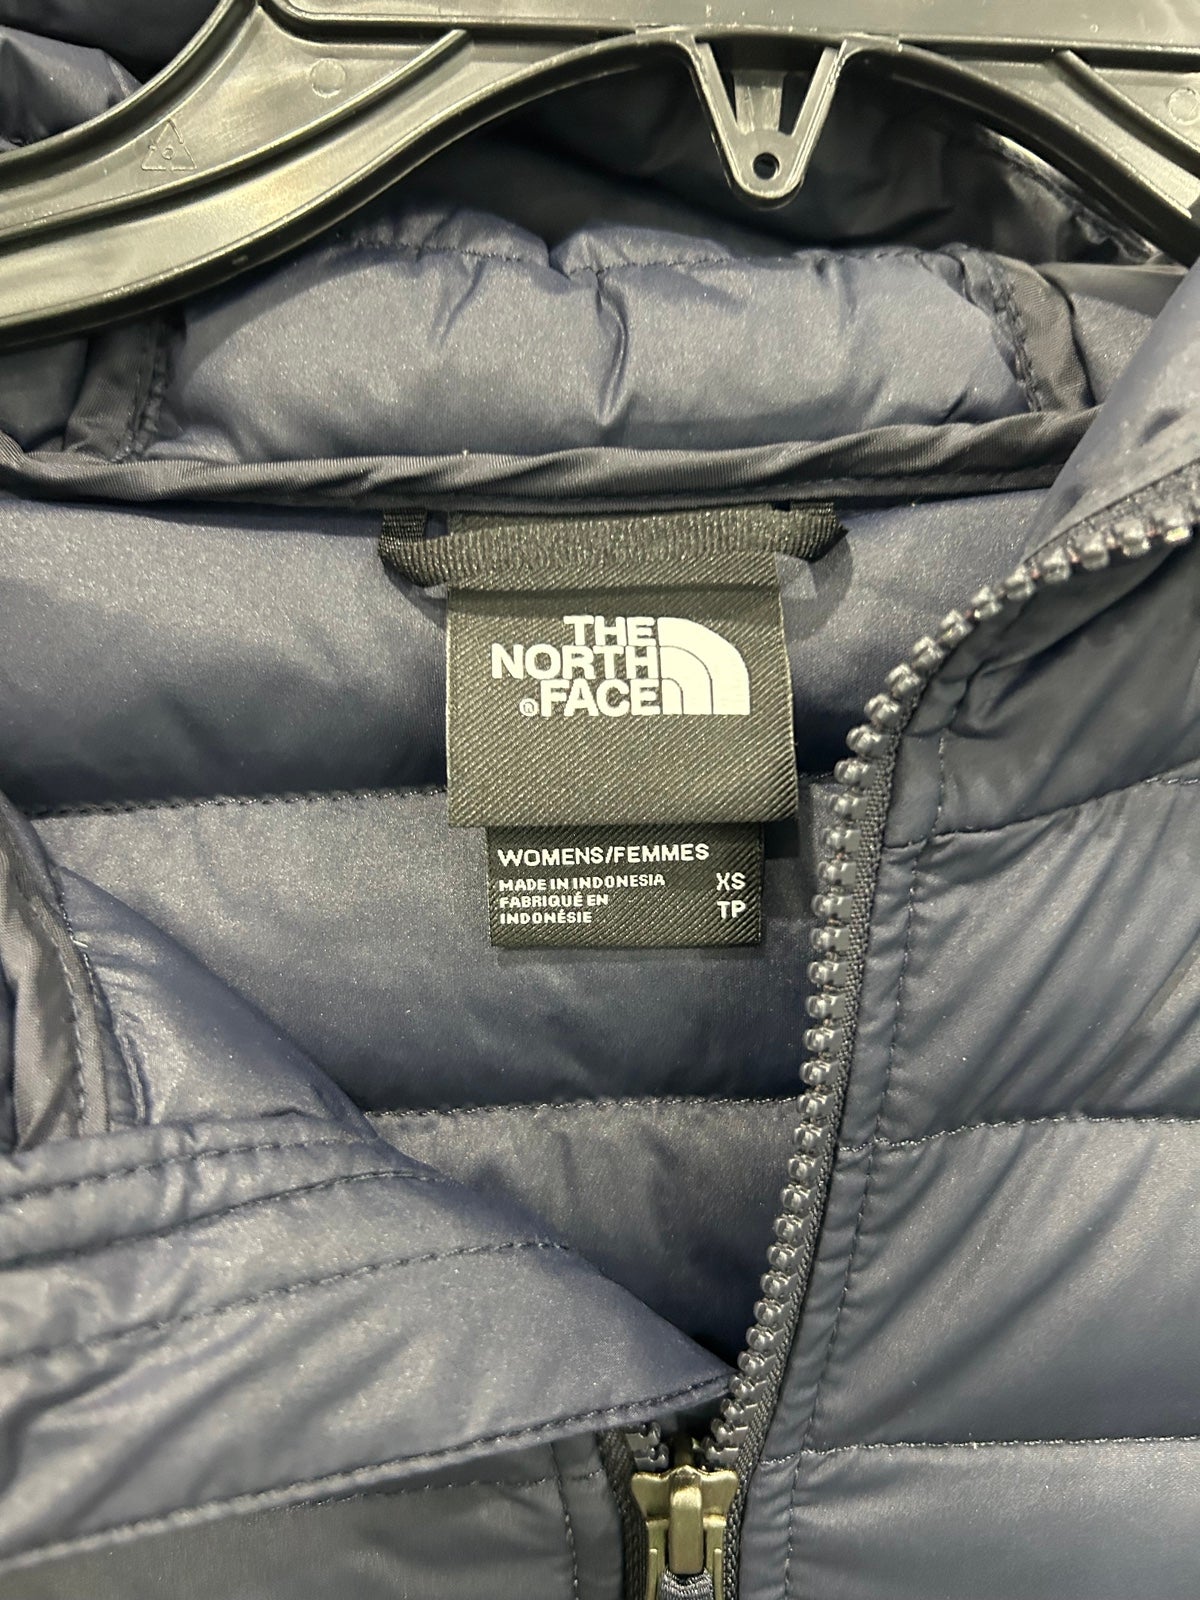 THE
NORTH
®FACE
WOMENS/FEMMES
MADE IN INDONESIA XS
FABRIQUÉ EN TP
INDONÉSIE